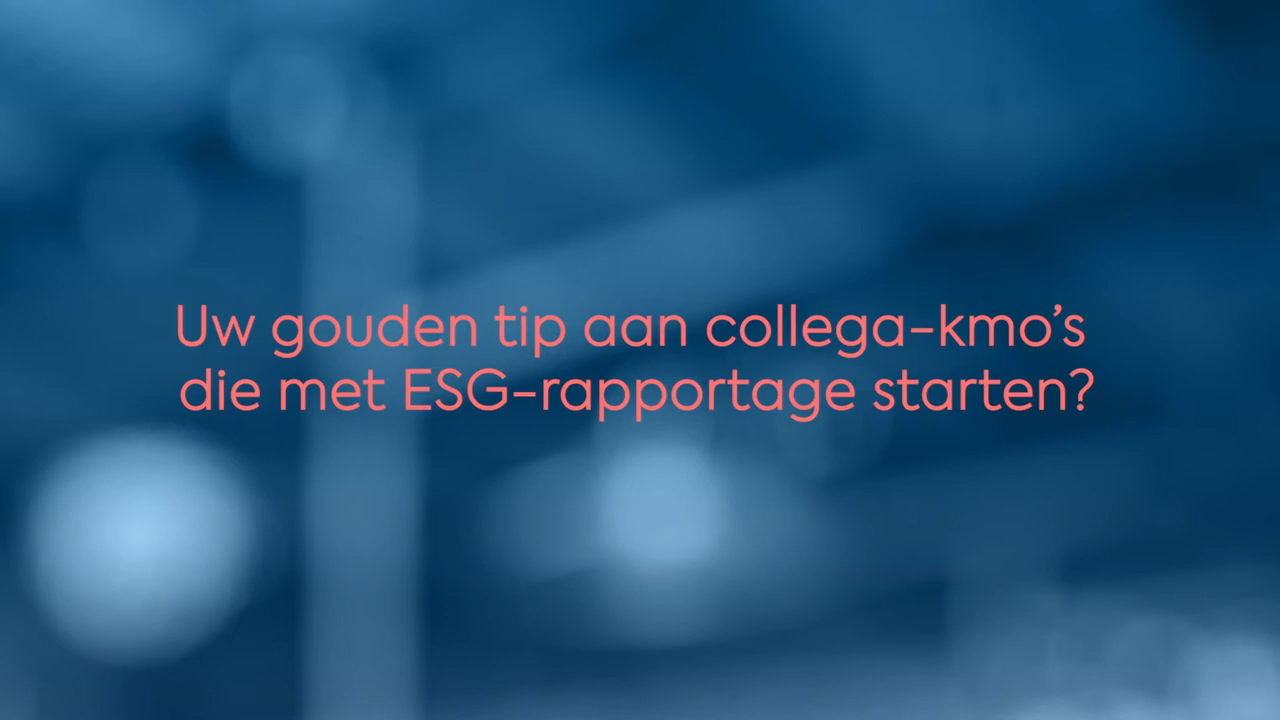 Uw gouden tip aan collega-kmo’s
die met ESG-rapportage starten?